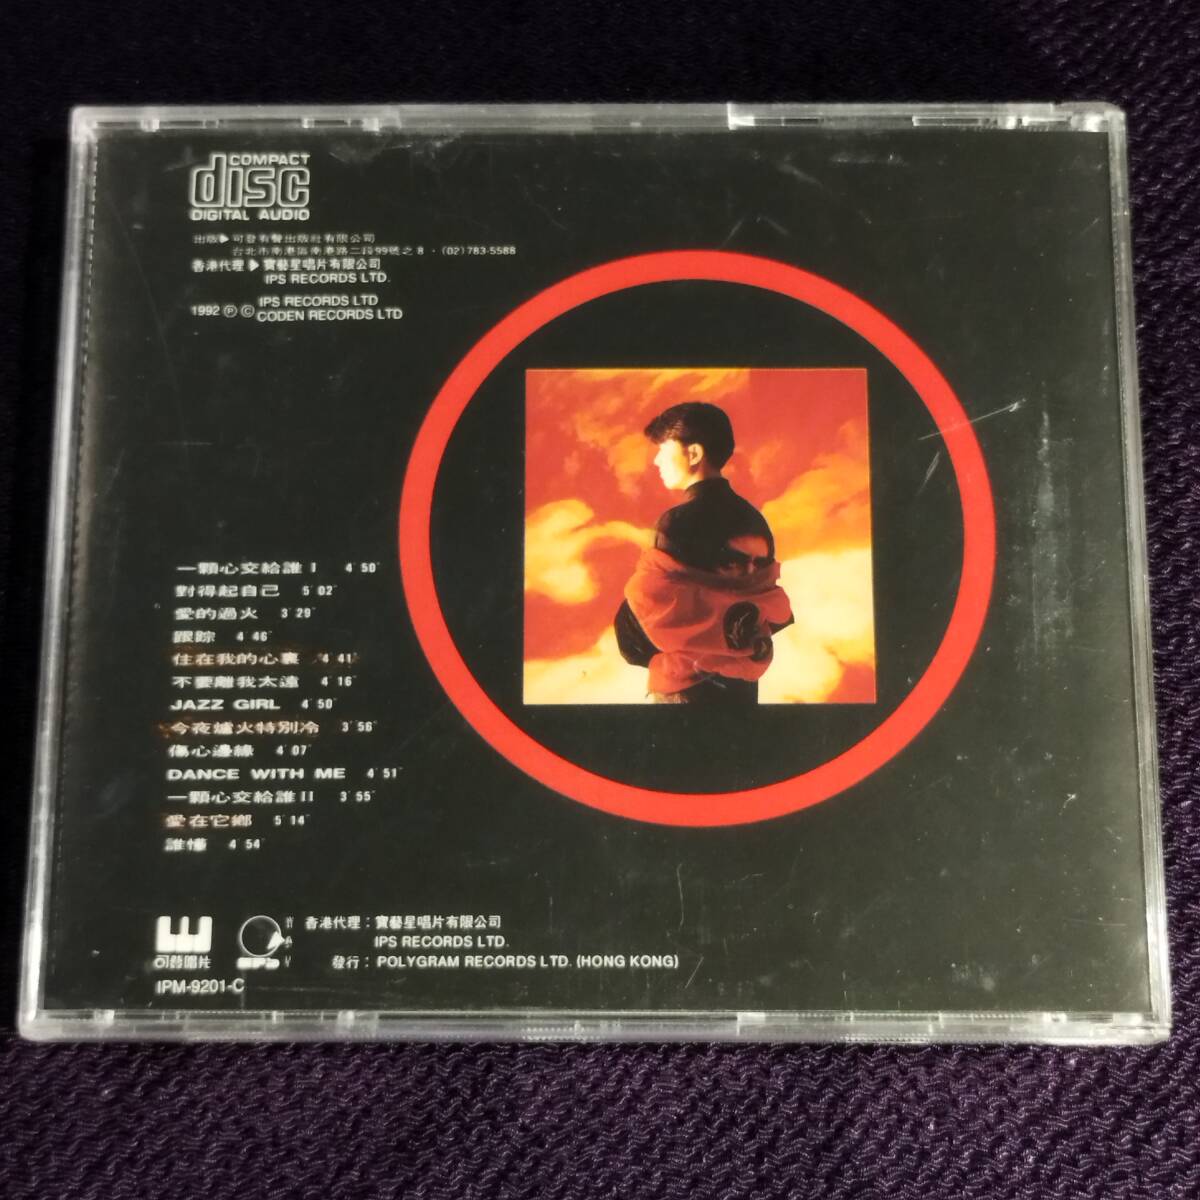 COMPACT
disc
DIGITAL AUDIO
出版▶可登有聲出版社有限公司
台北市南港區南港路二段99號之8・(02)783-5588
香港代理▶寶藝星唱片有限公司
IPS RECORDS LTD.
1992 Ⓟ Ⓒ IPS RECORDS LTD
CODEN RECORDS LTD
一顆心交給誰 I 4'50"
對得起自己 5'02"
愛的過火 3'29"
跟踪 4'46"
住在我的心裏 4'41"
不要離我太遠 4'16"
JAZZ GIRL 4'50"
今夜爐火特別冷 3'56"
傷心邊緣 4'07"
DANCE WITH ME 4'51"
一顆心交給誰 II 3'55"
愛在它鄉 5'14"
誰懂 4'54"
可登唱片
香港代理：寶藝星唱片有限公司
IPS RECORDS LTD.
發行：POLYGRAM RECORDS LTD. (HONG KONG)
IPM-9201-C